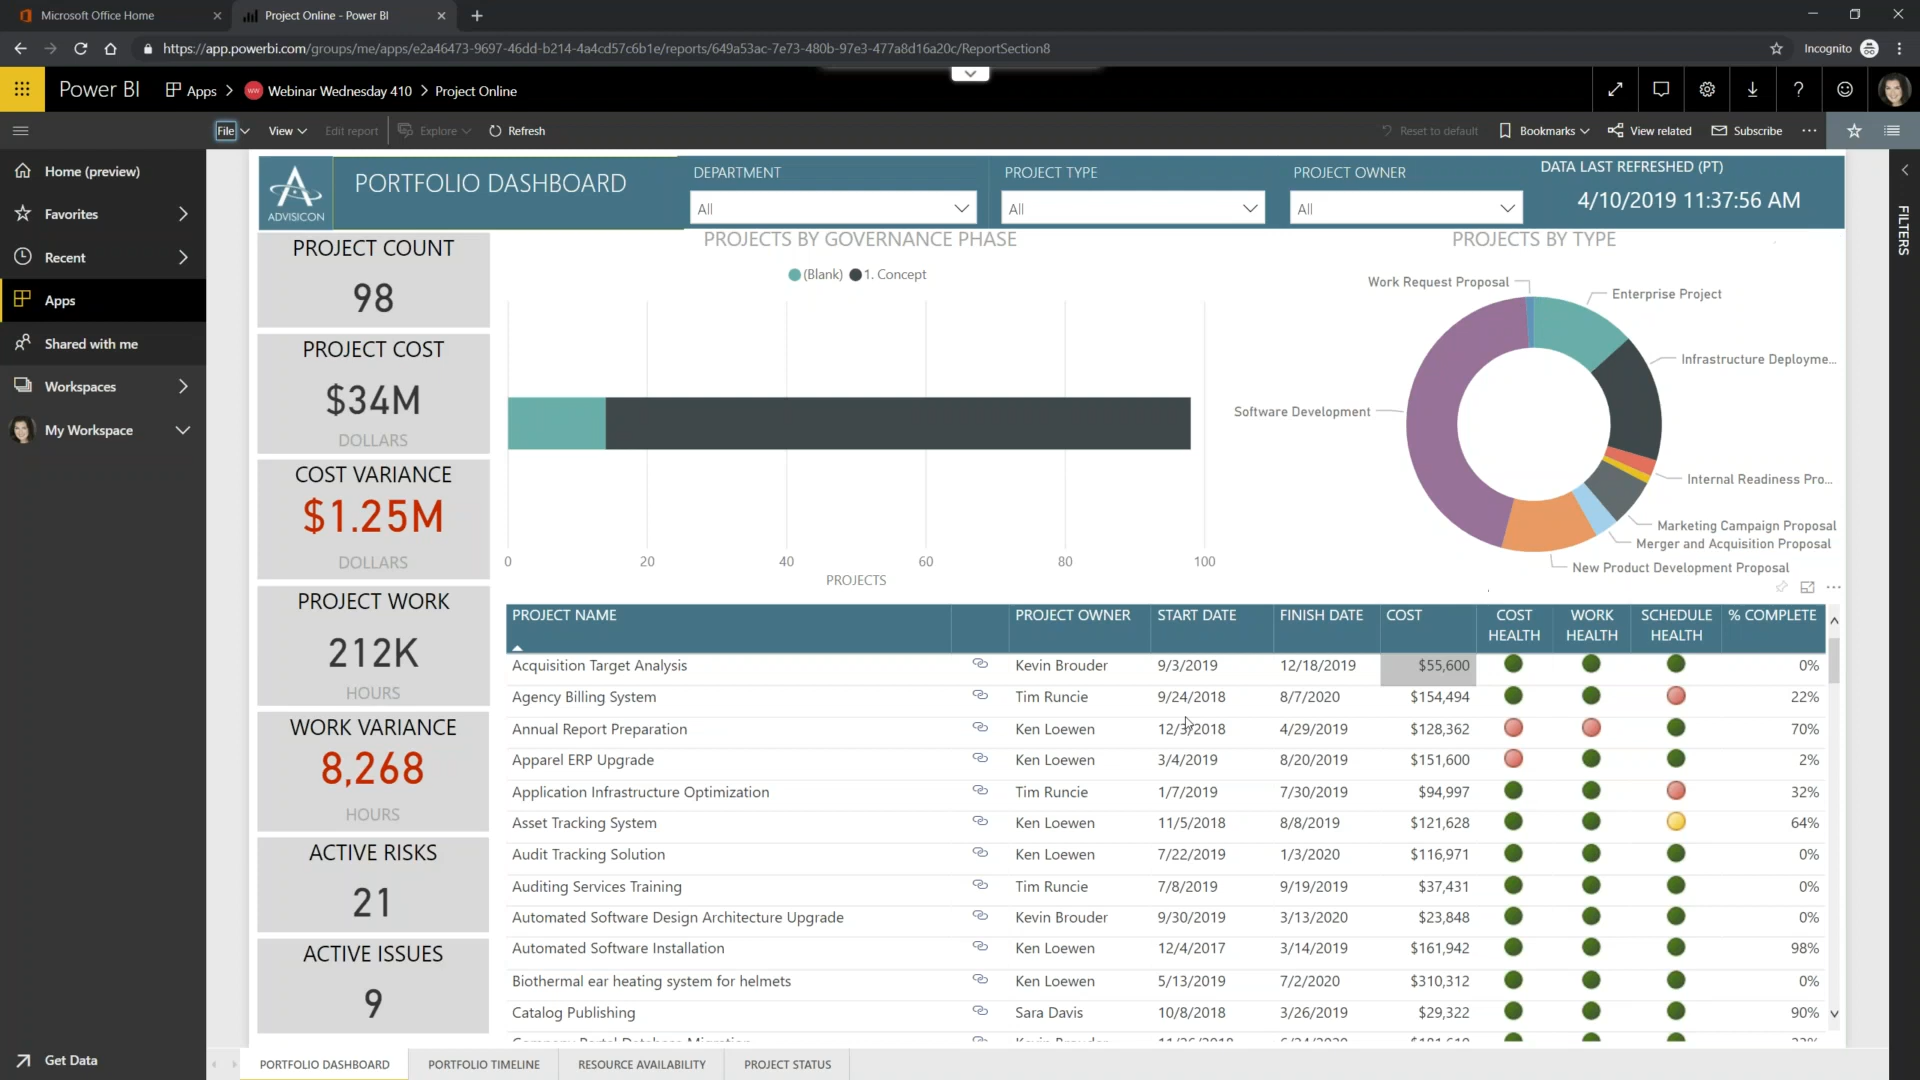 Microsoft Office Home
Project Online - Power BI
https://app.powerbi.com/groups/me/apps/e2a46473-9697-46dd-b214-4a4cd57c6b1e/reports/649a53ac-7e73-480b-97e3-477a8d16a20c/ReportSection8
Incognito
Power BI
Apps > WW Webinar Wednesday 410 > Project Online
File View Edit report Explore Refresh
Reset to default Bookmarks View related Subscribe
Home (preview)
Favorites
Recent
Apps
Shared with me
Workspaces
My Workspace
Get Data
FILTERS
ADVISICON
PORTFOLIO DASHBOARD
DEPARTMENT
All
PROJECT TYPE
All
PROJECT OWNER
All
DATA LAST REFRESHED (PT)
4/10/2019 11:37:56 AM
PROJECT COUNT
98
PROJECT COST
$34M
DOLLARS
COST VARIANCE
$1.25M
DOLLARS
PROJECT WORK
212K
HOURS
WORK VARIANCE
8,268
HOURS
ACTIVE RISKS
21
ACTIVE ISSUES
9
PROJECTS BY GOVERNANCE PHASE
(Blank) 1. Concept
0 20 40 60 80 100
PROJECTS
PROJECTS BY TYPE
Work Request Proposal
Enterprise Project
Infrastructure Deployme...
Software Development
Internal Readiness Pro...
Marketing Campaign Proposal
Merger and Acquisition Proposal
New Product Development Proposal
PROJECT NAME PROJECT OWNER START DATE FINISH DATE COST COST HEALTH WORK HEALTH SCHEDULE HEALTH % COMPLETE
Acquisition Target Analysis Kevin Brouder 9/3/2019 12/18/2019 $55,600 0%
Agency Billing System Tim Runcie 9/24/2018 8/7/2020 $154,494 22%
Annual Report Preparation Ken Loewen 12/3/2018 4/29/2019 $128,362 70%
Apparel ERP Upgrade Ken Loewen 3/4/2019 8/20/2019 $151,600 2%
Application Infrastructure Optimization Tim Runcie 1/7/2019 7/30/2019 $94,997 32%
Asset Tracking System Ken Loewen 11/5/2018 8/8/2019 $121,628 64%
Audit Tracking Solution Ken Loewen 7/22/2019 1/3/2020 $116,971 0%
Auditing Services Training Tim Runcie 7/8/2019 9/19/2019 $37,431 0%
Automated Software Design Architecture Upgrade Kevin Brouder 9/30/2019 3/13/2020 $23,848 0%
Automated Software Installation Ken Loewen 12/4/2017 3/14/2019 $161,942 98%
Biothermal ear heating system for helmets Ken Loewen 5/13/2019 7/2/2020 $310,312 0%
Catalog Publishing Sara Davis 10/8/2018 3/26/2019 $29,322 90%
PORTFOLIO DASHBOARD PORTFOLIO TIMELINE RESOURCE AVAILABILITY PROJECT STATUS